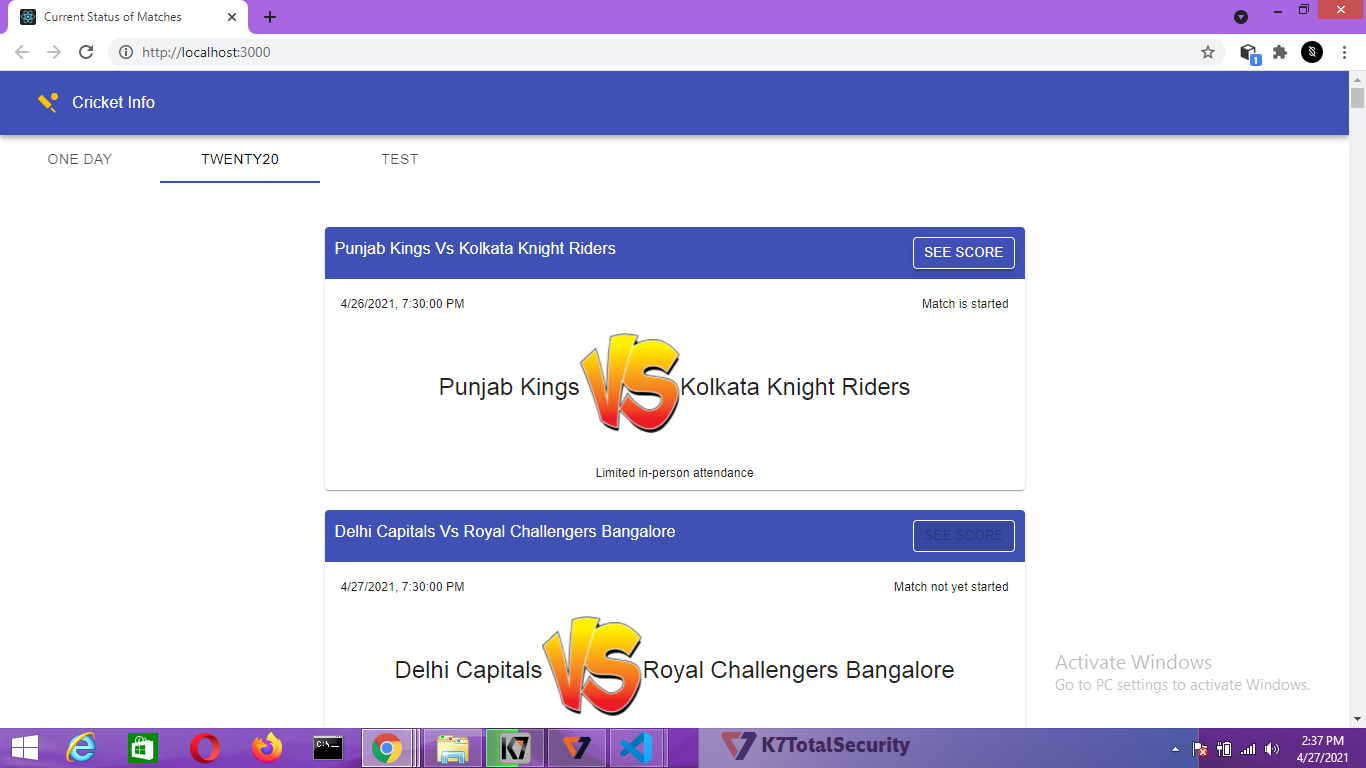 Current Status of Matches
http://localhost:3000
1
Cricket Info
ONE DAY TWENTY20 TEST
Punjab Kings Vs Kolkata Knight Riders SEE SCORE
4/26/2021, 7:30:00 PM Match is started
Punjab Kings VS Kolkata Knight Riders
Limited in-person attendance
Delhi Capitals Vs Royal Challengers Bangalore SEE SCORE
4/27/2021, 7:30:00 PM Match not yet started
Delhi Capitals VS Royal Challengers Bangalore
Activate Windows
Go to PC settings to activate Windows.
C:\_
K7
K7TotalSecurity
2:37 PM
4/27/2021